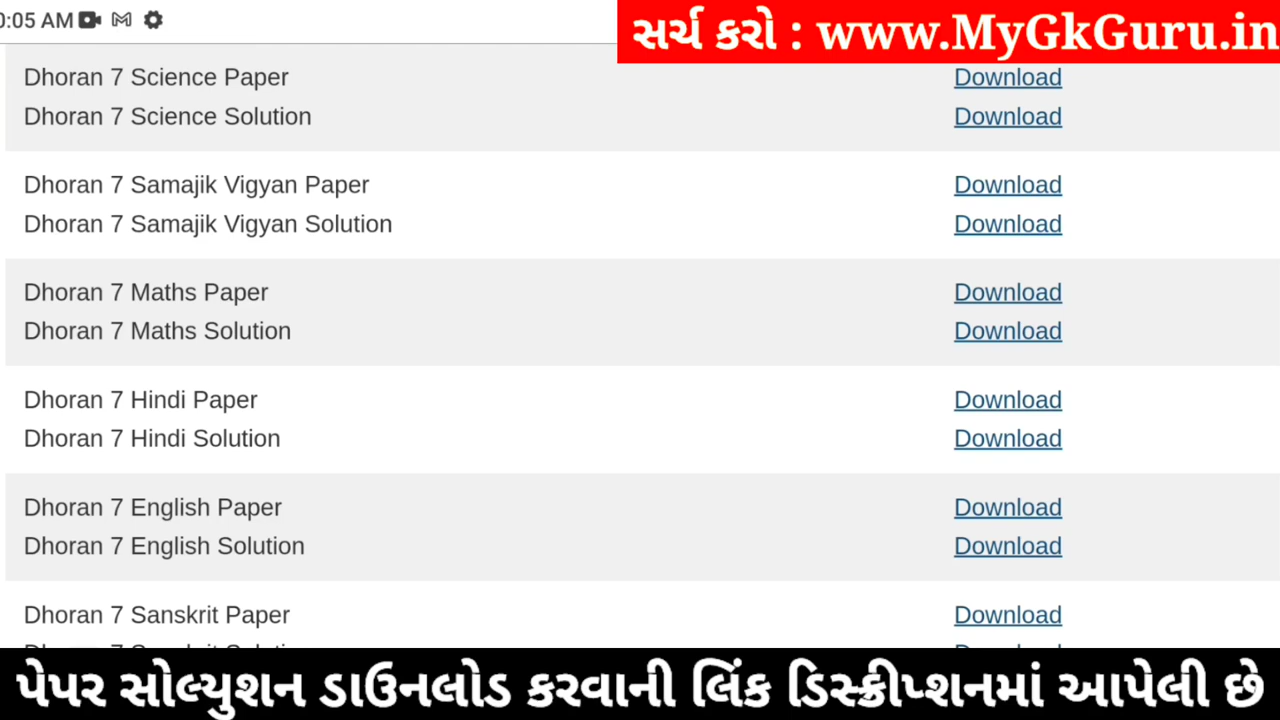 0:05 AM
સર્ચ કરો : www.MyGkGuru.in
Dhoran 7 Science Paper Download
Dhoran 7 Science Solution Download
Dhoran 7 Samajik Vigyan Paper Download
Dhoran 7 Samajik Vigyan Solution Download
Dhoran 7 Maths Paper Download
Dhoran 7 Maths Solution Download
Dhoran 7 Hindi Paper Download
Dhoran 7 Hindi Solution Download
Dhoran 7 English Paper Download
Dhoran 7 English Solution Download
Dhoran 7 Sanskrit Paper Download
પેપર સોલ્યુશન ડાઉનલોડ કરવાની લિંક ડિસ્ક્રીપ્શનમાં આપેલી છે